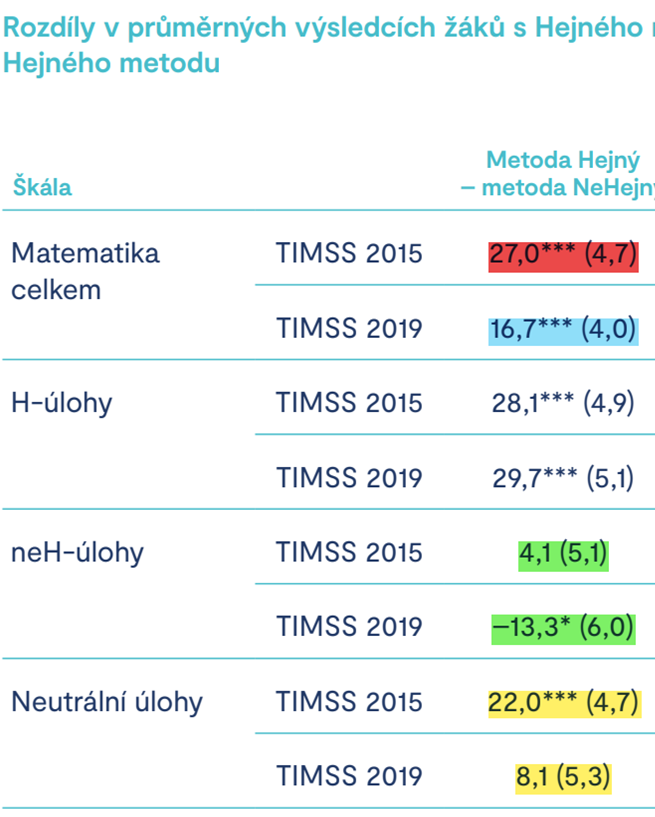 Rozdíly v průměrných výsledcích žáků s Hejného
Hejného metodu
Metoda Hejný
Škála
– metoda NeHejný
Matematika TIMSS 2015 27,0*** (4,7)
celkem
TIMSS 2019 16,7*** (4,0)
H-úlohy TIMSS 2015 28,1*** (4,9)
TIMSS 2019 29,7*** (5,1)
neH-úlohy TIMSS 2015 4,1 (5,1)
TIMSS 2019 –13,3* (6,0)
Neutrální úlohy TIMSS 2015 22,0*** (4,7)
TIMSS 2019 8,1 (5,3)